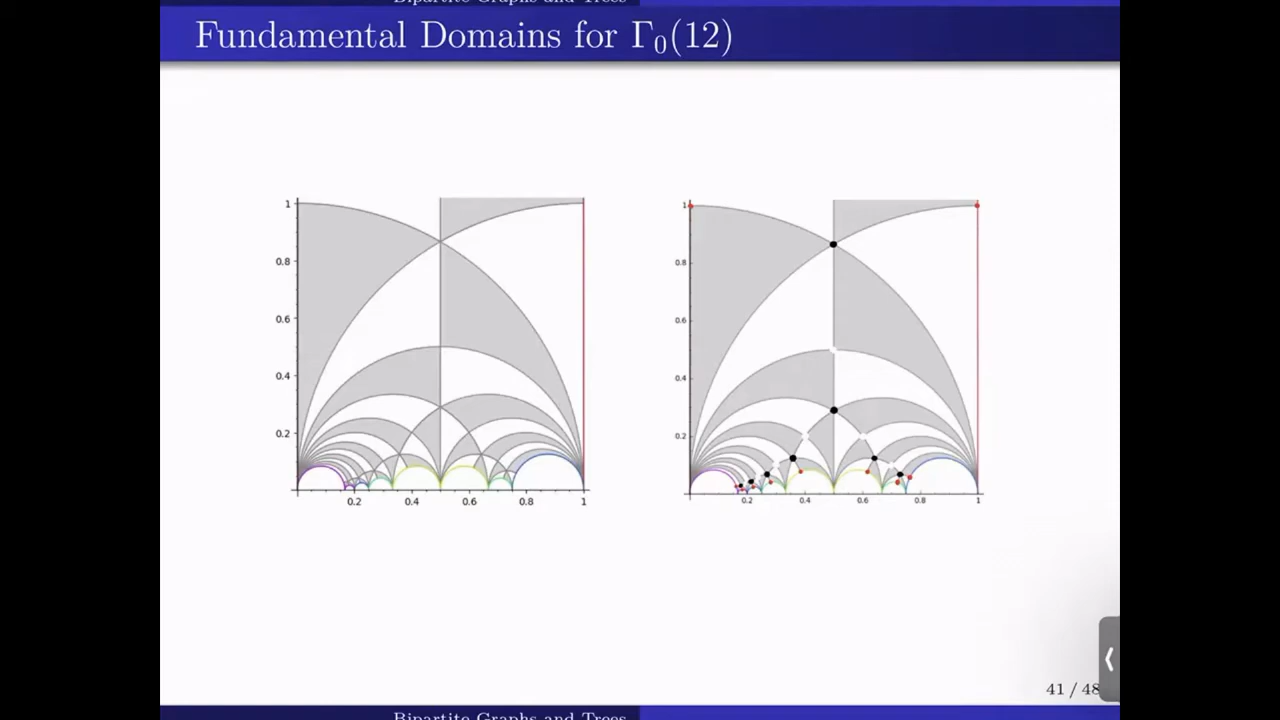 Bipartite Graphs and Trees
Fundamental Domains for Γ₀(12)
1
0.8
0.6
0.4
0.2
0.2 0.4 0.6 0.8 1
1
0.8
0.6
0.4
0.2
0.2 0.4 0.6 0.8 1
41 / 48
Bipartite Graphs and Trees